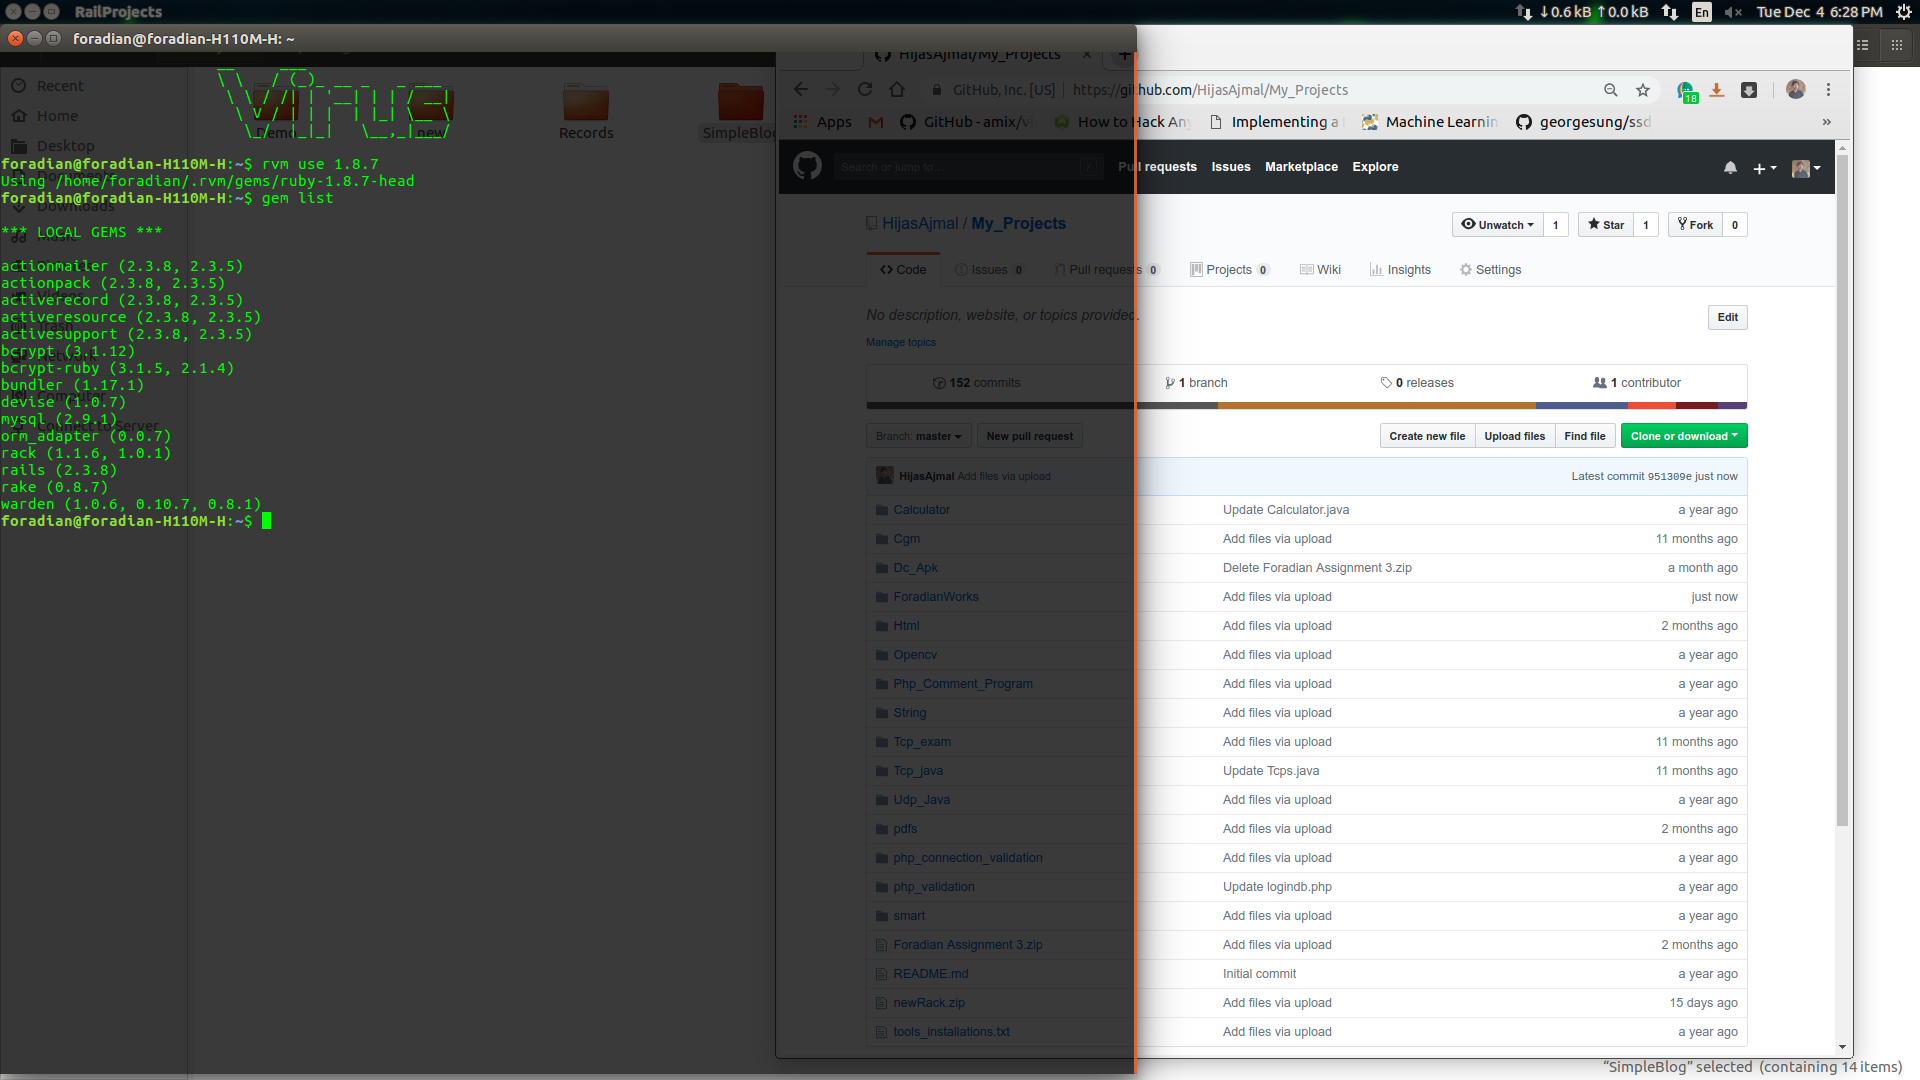 RailProjects
↓0.6 kB ↑0.0 kB
En
Tue Dec 4 6:28 PM
foradian@foradian-H110M-H: ~
Recent
Home
Desktop
Downloads
Music
Trash
Network
Computer
Connect to Server
Demo
new
Records
SimpleBlog
foradian@foradian-H110M-H:~$ rvm use 1.8.7
Using /home/foradian/.rvm/gems/ruby-1.8.7-head
foradian@foradian-H110M-H:~$ gem list
*** LOCAL GEMS ***
actionmailer (2.3.8, 2.3.5)
actionpack (2.3.8, 2.3.5)
activerecord (2.3.8, 2.3.5)
activeresource (2.3.8, 2.3.5)
activesupport (2.3.8, 2.3.5)
bcrypt (3.1.12)
bcrypt-ruby (3.1.5, 2.1.4)
bundler (1.17.1)
devise (1.0.7)
mysql (2.9.1)
orm_adapter (0.0.7)
rack (1.1.6, 1.0.1)
rails (2.3.8)
rake (0.8.7)
warden (1.0.6, 0.10.7, 0.8.1)
foradian@foradian-H110M-H:~$
HijasAjmal/My_Projects
GitHub, Inc. [US] https://github.com/HijasAjmal/My_Projects
18
Apps GitHub - amix/vi How to Hack Any Implementing a Machine Learnin georgesung/ssd »
Search or jump to... / Pull requests Issues Marketplace Explore
HijasAjmal / My_Projects
Unwatch 1 Star 1 Fork 0
Code Issues 0 Pull requests 0 Projects 0 Wiki Insights Settings
No description, website, or topics provided.
Edit
Manage topics
152 commits 1 branch 0 releases 1 contributor
Branch: master New pull request Create new file Upload files Find file Clone or download
HijasAjmal Add files via upload Latest commit 951309e just now
Calculator Update Calculator.java a year ago
Cgm Add files via upload 11 months ago
Dc_Apk Delete Foradian Assignment 3.zip a month ago
ForadianWorks Add files via upload just now
Html Add files via upload 2 months ago
Opencv Add files via upload a year ago
Php_Comment_Program Add files via upload a year ago
String Add files via upload a year ago
Tcp_exam Add files via upload 11 months ago
Tcp_java Update Tcps.java 11 months ago
Udp_Java Add files via upload a year ago
pdfs Add files via upload 2 months ago
php_connection_validation Add files via upload a year ago
php_validation Update logindb.php a year ago
smart Add files via upload a year ago
Foradian Assignment 3.zip Add files via upload 2 months ago
README.md Initial commit a year ago
newRack.zip Add files via upload 15 days ago
tools_installations.txt Add files via upload a year ago
“SimpleBlog” selected (containing 14 items)